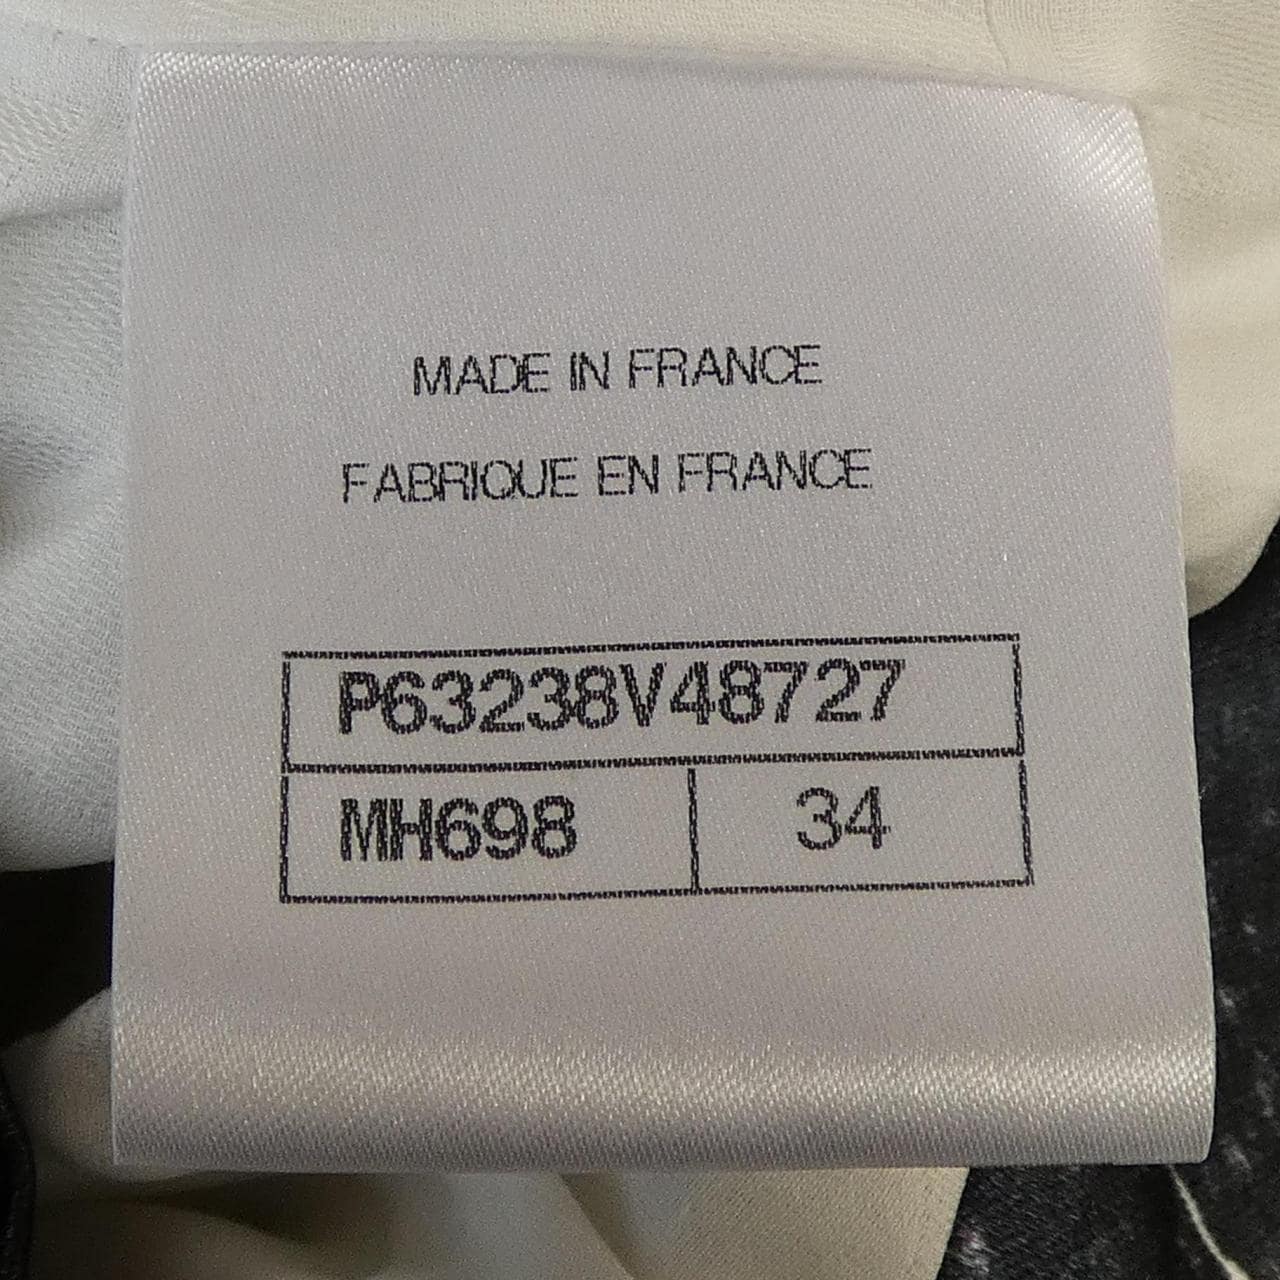 MADE IN FRANCE
FABRIQUE EN FRANCE
P63238V48727
MH698 34